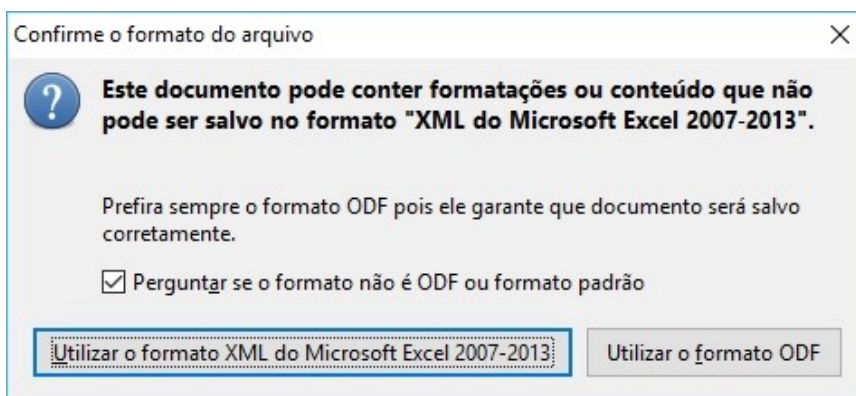 Confirme o formato do arquivo
Este documento pode conter formatações ou conteúdo que não
pode ser salvo no formato "XML do Microsoft Excel 2007-2013".
Prefira sempre o formato ODF pois ele garante que documento será salvo
corretamente.
Perguntar se o formato não é ODF ou formato padrão
Utilizar o formato XML do Microsoft Excel 2007-2013
Utilizar o formato ODF